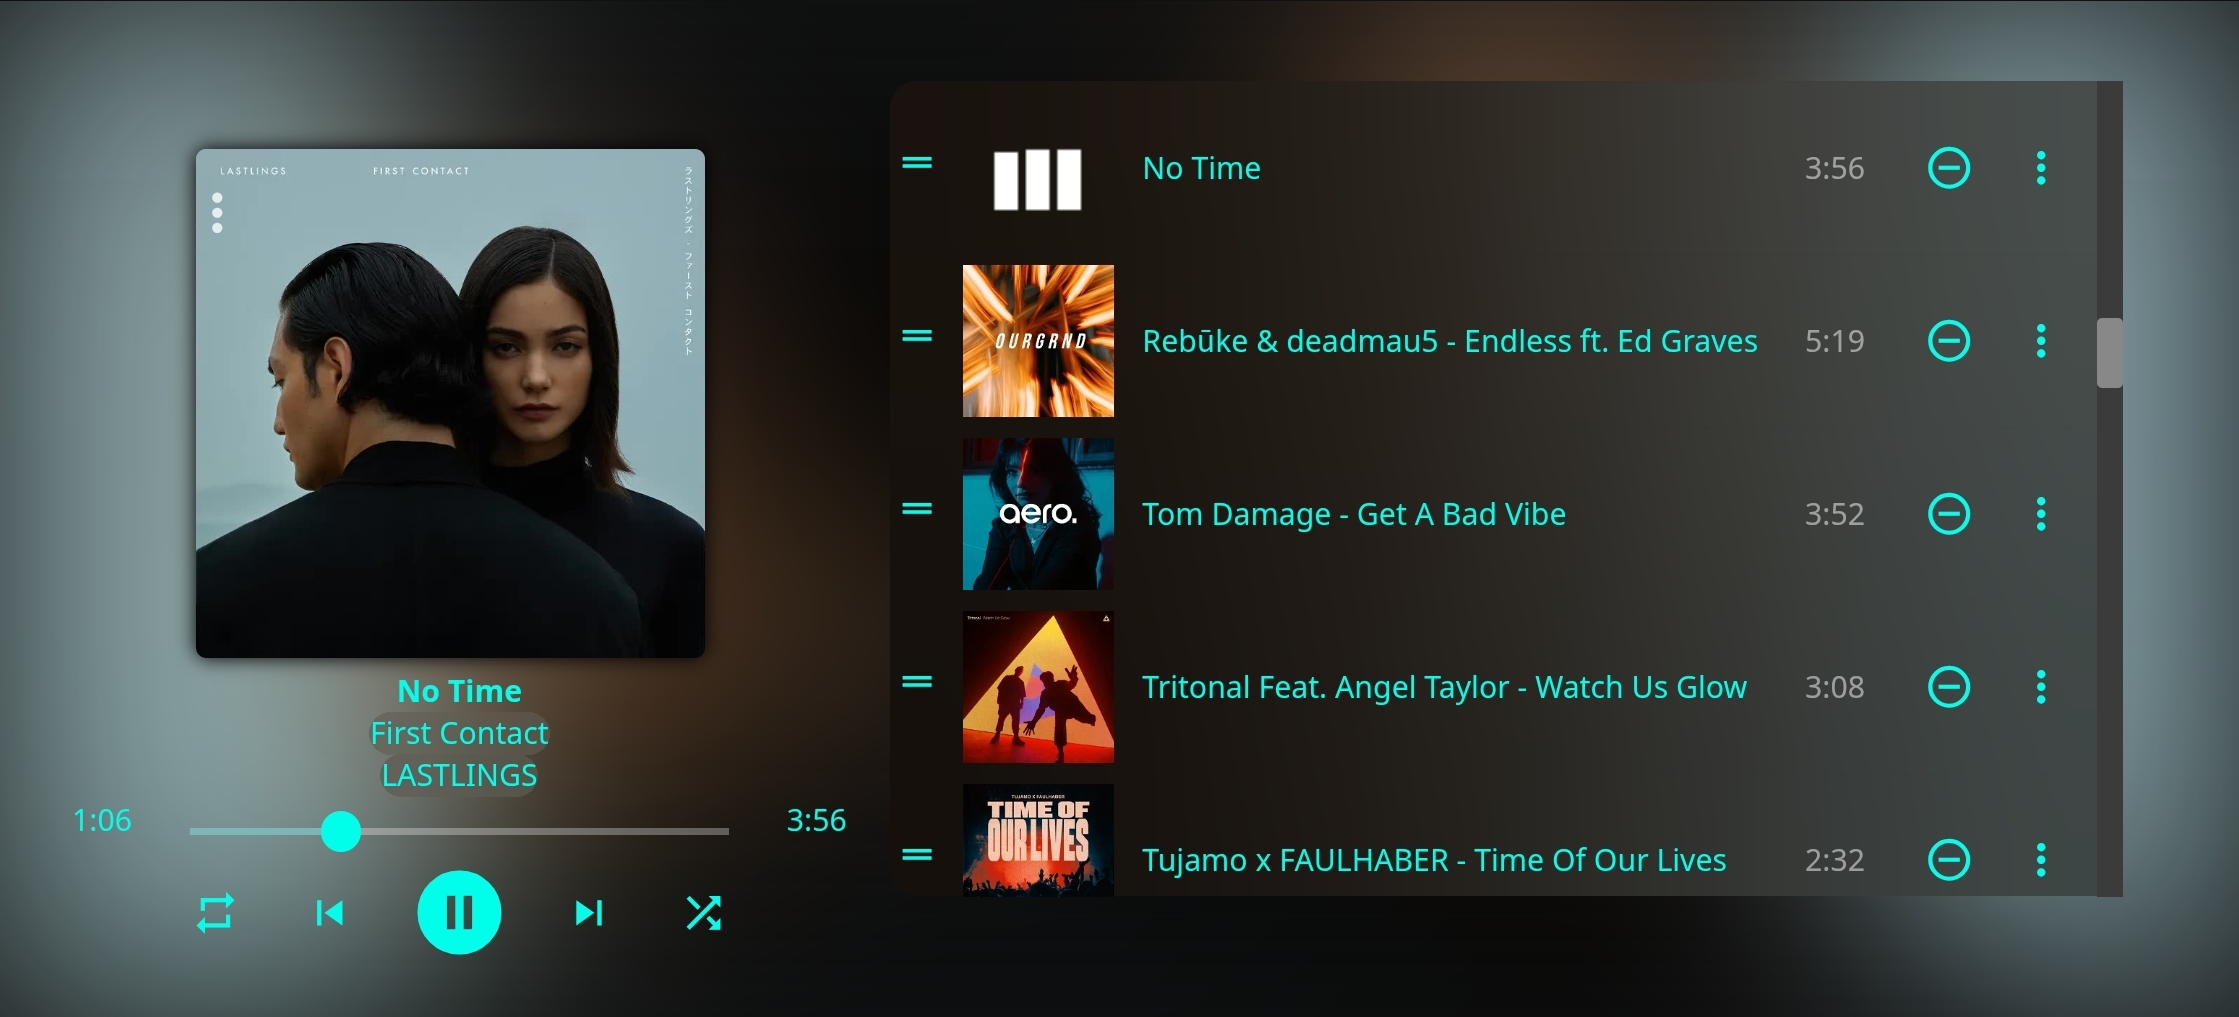 LASTLINGS FIRST CONTACT
ラストリングズ - ファースト コンタクト
No Time
First Contact
LASTLINGS
1:06
3:56
No Time 3:56
OURGRND
Rebūke & deadmau5 - Endless ft. Ed Graves 5:19
aero.
Tom Damage - Get A Bad Vibe 3:52
Tritonal Feat. Angel Taylor - Watch Us Glow 3:08
TUJAMO X FAULHABER
TIME OF
OUR LIVES
Tujamo x FAULHABER - Time Of Our Lives 2:32